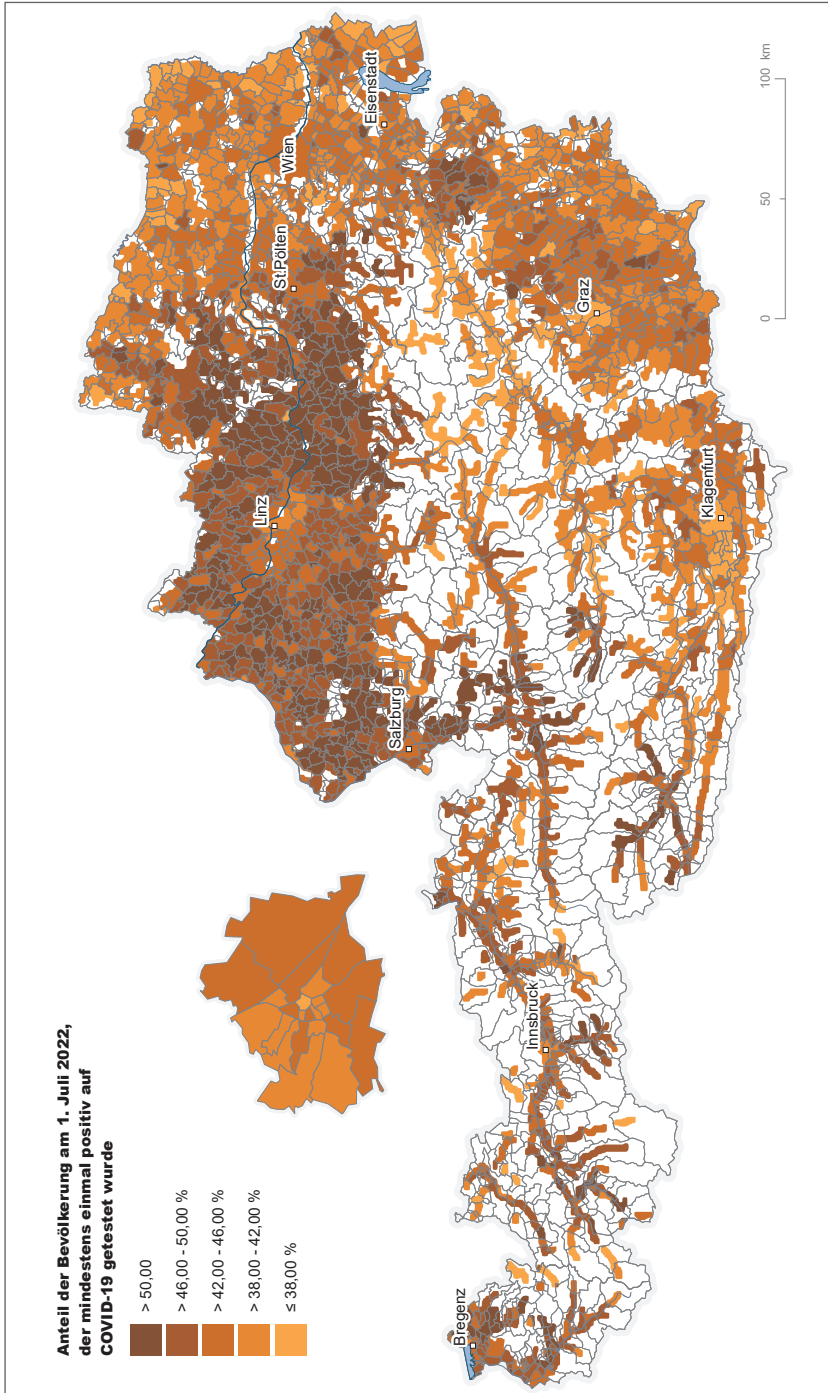 Anteil der Bevölkerung am 1. Juli 2022,
der mindestens einmal positiv auf
COVID-19 getestet wurde
> 50,00
> 46,00 - 50,00 %
> 42,00 - 46,00 %
> 38,00 - 42,00 %
≤ 38,00 %
Linz
St.Pölten
Wien
Eisenstadt
Salzburg
Bregenz
Innsbruck
Graz
Klagenfurt
0 50 100 km